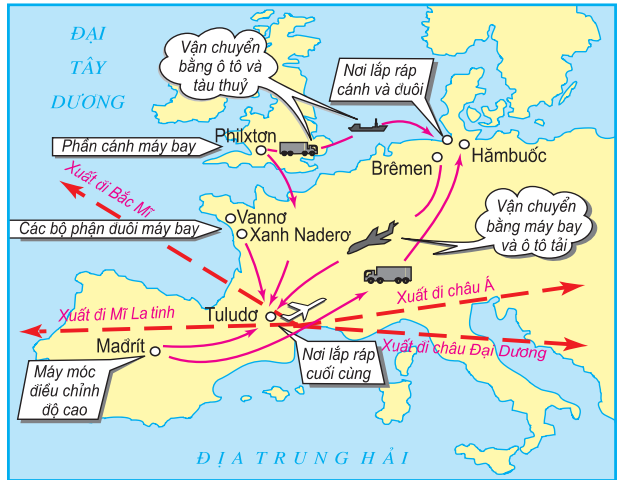 ĐẠI
TÂY
DƯƠNG
Vận chuyển
bằng ô tô và
tàu thuỷ
Nơi lắp ráp
cánh và đuôi
Philxtơn
Phần cánh máy bay
Hămbuốc
Brêmen
Xuất đi Bắc Mĩ
Vannơ
Các bộ phận đuôi máy bay
Xanh Naderơ
Vận chuyển
bằng máy bay
và ô tô tải
Xuất đi châu Á
Xuất đi Mĩ La tinh
Tuludơ
Xuất đi châu Đại Dương
Mađrít
Nơi lắp ráp
cuối cùng
Máy móc
điều chỉnh
độ cao
ĐỊA TRUNG HẢI